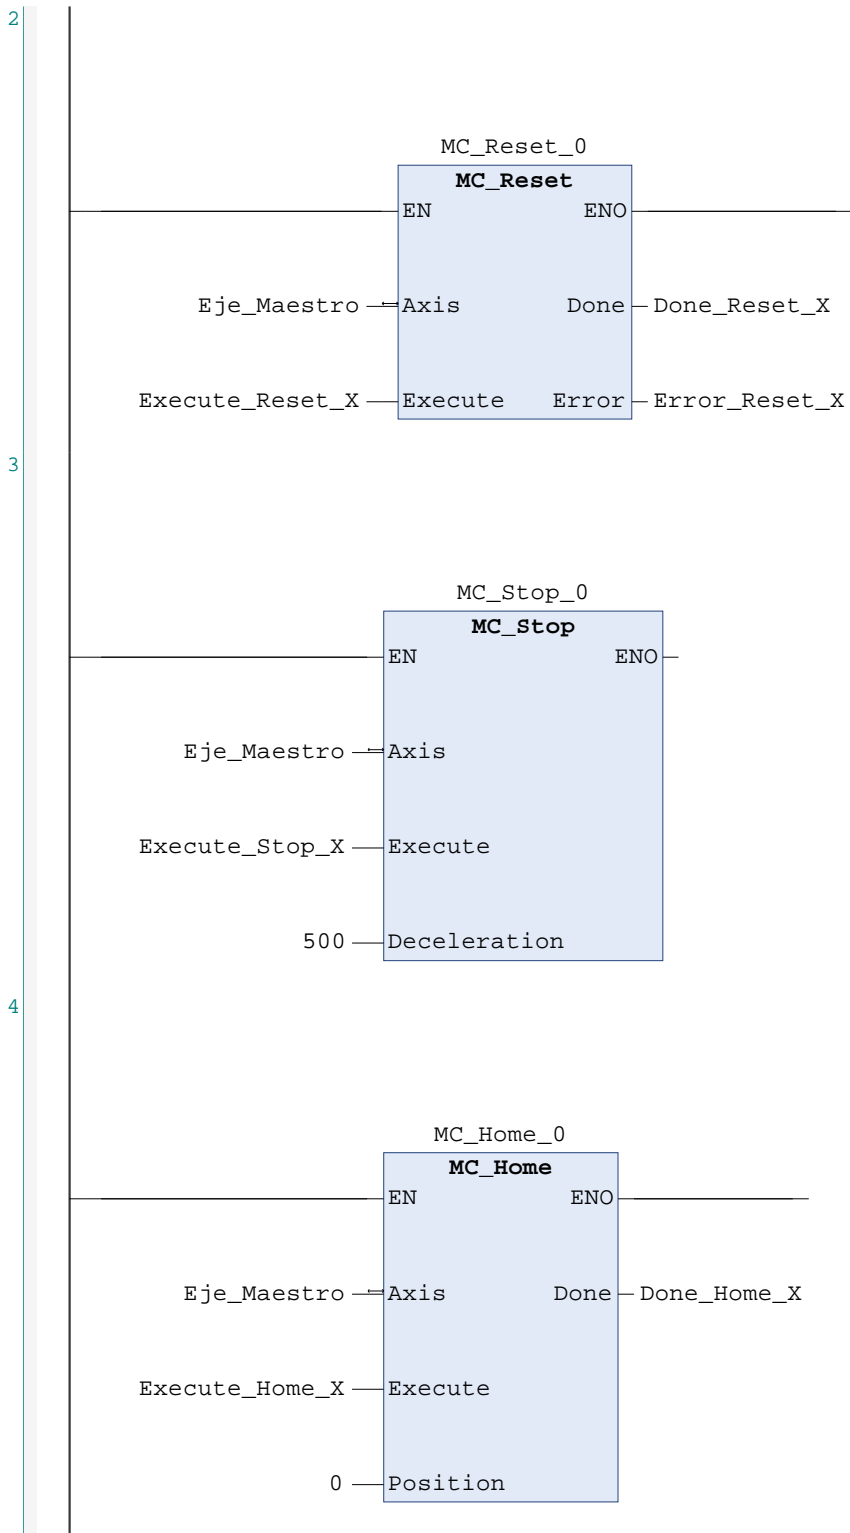 2
MC_Reset_0
MC_Reset
EN ENO
Eje_Maestro Axis Done Done_Reset_X
Execute_Reset_X Execute Error Error_Reset_X
3
MC_Stop_0
MC_Stop
EN ENO
Eje_Maestro Axis
Execute_Stop_X Execute
500 Deceleration
4
MC_Home_0
MC_Home
EN ENO
Eje_Maestro Axis Done Done_Home_X
Execute_Home_X Execute
0 Position